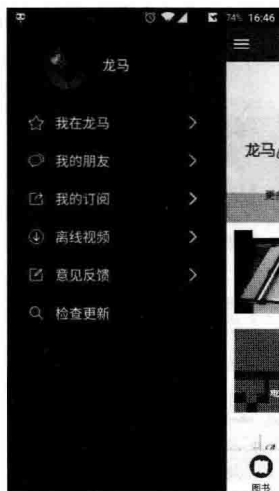 74% 16:46
龙马
我在龙马
我的朋友
我的订阅
离线视频
意见反馈
检查更新
龙马
图书